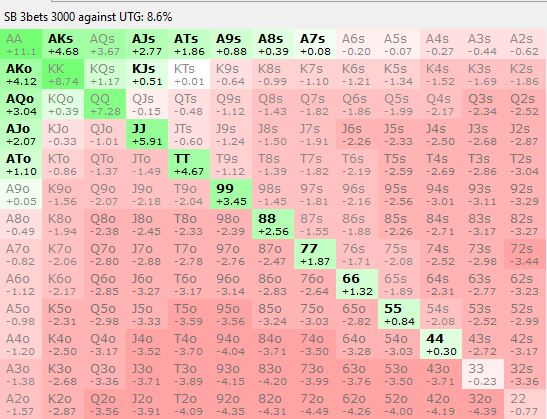 SB 3bets 3000 against UTG: 8.6%
AA AKs AQs AJs ATs A9s A8s A7s A6s A5s A4s A3s A2s
+11.1 +4.68 +3.67 +2.77 +1.86 +0.88 +0.39 +0.08 -0.20 -0.07 -0.27 -0.44 -0.62
AKo KK KQs KJs KTs K9s K8s K7s K6s K5s K4s K3s K2s
+4.12 +8.74 +1.17 +0.51 +0.01 -0.64 -0.99 -1.10 -1.21 -1.34 -1.52 -1.69 -1.86
AQo KQo QQ QJs QTs Q9s Q8s Q7s Q6s Q5s Q4s Q3s Q2s
+3.04 +0.39 +7.28 -0.15 -0.48 -1.12 -1.43 -1.82 -1.86 -1.99 -2.17 -2.34 -2.52
AJo KJo QJo JJ JTs J9s J8s J7s J6s J5s J4s J3s J2s
+2.07 -0.33 -1.01 +5.91 -0.60 -1.24 -1.50 -1.91 -2.26 -2.33 -2.50 -2.68 -2.87
ATo KTo QTo JTo TT T9s T8s T7s T6s T5s T4s T3s T2s
+1.10 -0.86 -1.37 -1.49 +4.67 -1.12 -1.39 -1.82 -2.19 -2.59 -2.69 -2.86 -3.04
A9o K9o Q9o J9o T9o 99 98s 97s 96s 95s 94s 93s 92s
+0.05 -1.56 -2.07 -2.18 -2.04 +3.45 -1.45 -1.81 -2.16 -2.56 -3.01 -3.11 -3.29
A8o K8o Q8o J8o T8o 98o 88 87s 86s 85s 84s 83s 82s
-0.49 -1.94 -2.38 -2.45 -2.33 -2.39 +2.56 -1.55 -1.88 -2.26 -2.71 -3.17 -3.27
A7o K7o Q7o J7o T7o 97o 87o 77 76s 75s 74s 73s 72s
-0.82 -2.06 -2.80 -2.88 -2.78 -2.76 -2.47 +1.87 -1.71 -2.08 -2.52 -2.98 -3.44
A6o K6o Q6o J6o T6o 96o 86o 76o 66 65s 64s 63s 62s
-1.12 -2.17 -2.85 -3.27 -3.17 -3.14 -2.83 -2.64 +1.32 -1.89 -2.31 -2.77 -3.23
A5o K5o Q5o J5o T5o 95o 85o 75o 65o 55 54s 53s 52s
-0.98 -2.31 -2.98 -3.33 -3.59 -3.56 -3.24 -3.03 -2.82 +0.84 -2.08 -2.52 -2.99
A4o K4o Q4o J4o T4o 94o 84o 74o 64o 54o 44 43s 42s
-1.20 -2.50 -3.17 -3.52 -3.70 -4.04 -3.71 -3.50 -3.28 -3.03 +0.30 -2.72 -3.17
A3o K3o Q3o J3o T3o 93o 83o 73o 63o 53o 43o 33 32s
-1.38 -2.68 -3.36 -3.71 -3.89 -4.15 -4.20 -3.99 -3.76 -3.50 -3.71 -0.23 -3.36
A2o K2o Q2o J2o T2o 92o 82o 72o 62o 52o 42o 32o 22
-1.57 -2.87 -3.56 -3.91 -4.09 -4.35 -4.31 -4.49 -4.26 -4.00 -4.19 -4.39 -0.77